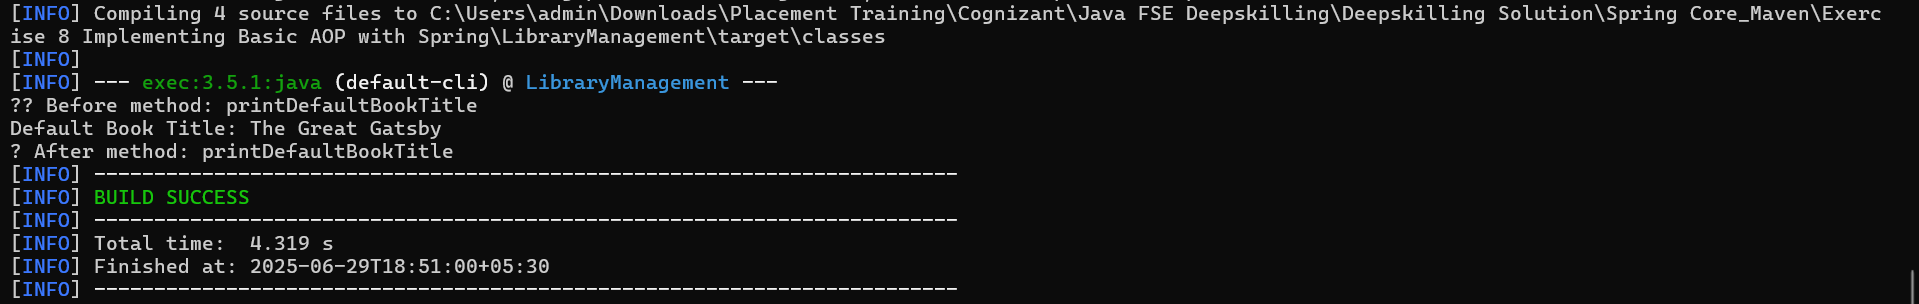 [INFO] Compiling 4 source files to C:\Users\admin\Downloads\Placement Training\Cognizant\Java FSE Deepskilling\Deepskilling Solution\Spring Core_Maven\Exerc
ise 8 Implementing Basic AOP with Spring\LibraryManagement\target\classes
[INFO]
[INFO] --- exec:3.5.1:java (default-cli) @ LibraryManagement ---
?? Before method: printDefaultBookTitle
Default Book Title: The Great Gatsby
? After method: printDefaultBookTitle
[INFO] ------------------------------------------------------------------------
[INFO] BUILD SUCCESS
[INFO] ------------------------------------------------------------------------
[INFO] Total time:  4.319 s
[INFO] Finished at: 2025-06-29T18:51:00+05:30
[INFO] ------------------------------------------------------------------------